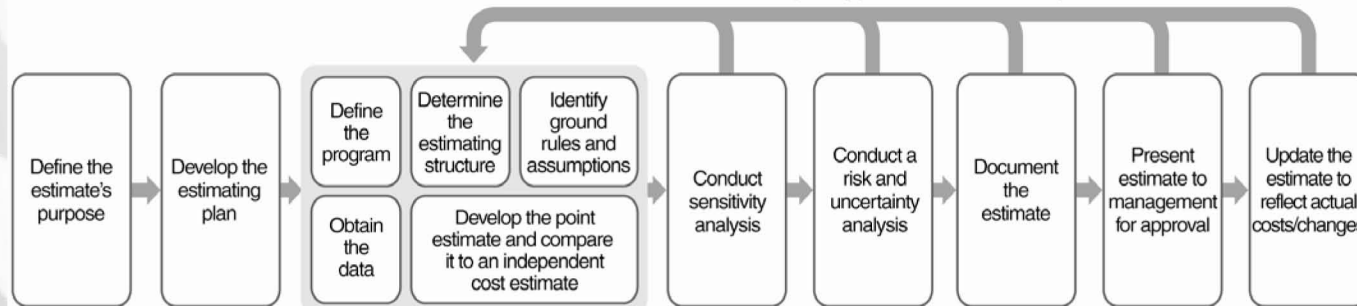 Define the
estimate's
purpose
Develop the
estimating
plan
Define
the
program
Determine
the
estimating
structure
Identify
ground
rules and
assumptions
Obtain
the
data
Develop the point
estimate and compare
it to an independent
cost estimate
Conduct
sensitivity
analysis
Conduct a
risk and
uncertainty
analysis
Document
the
estimate
Present
estimate to
management
for approval
Update the
estimate to
reflect actual
costs/changes